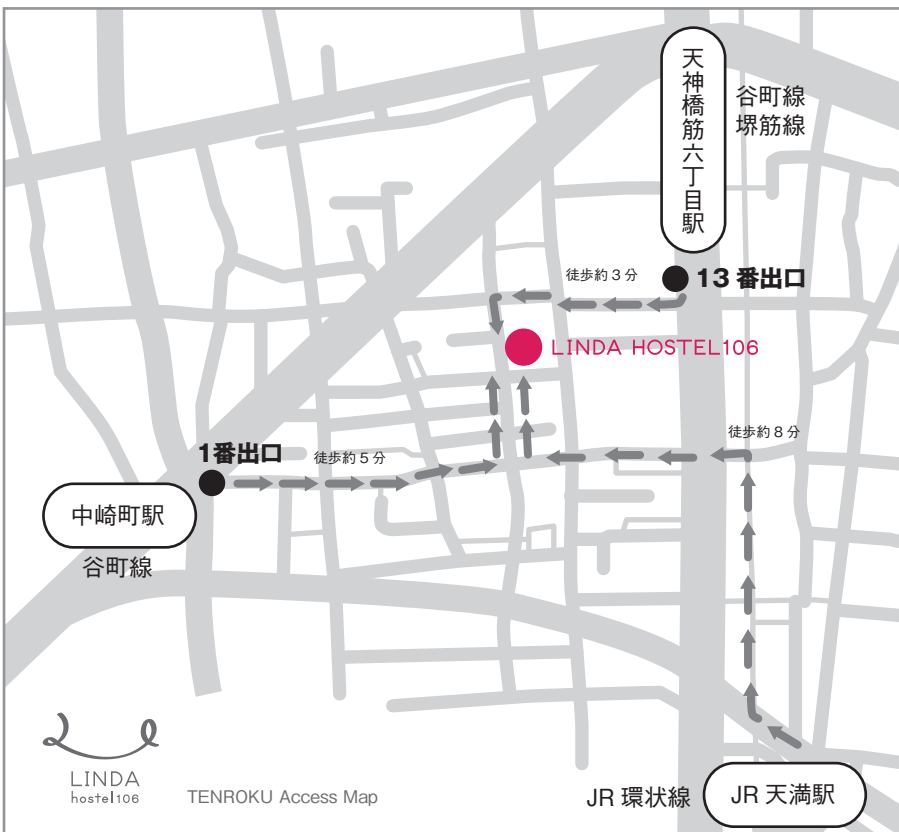 天神橋筋六丁目駅
谷町線
堺筋線
徒歩約3分
13番出口
LINDA HOSTEL106
徒歩約8分
1番出口
徒歩約5分
中崎町駅
谷町線
LINDA
hostel106
TENROKU Access Map
JR 環状線
JR 天満駅